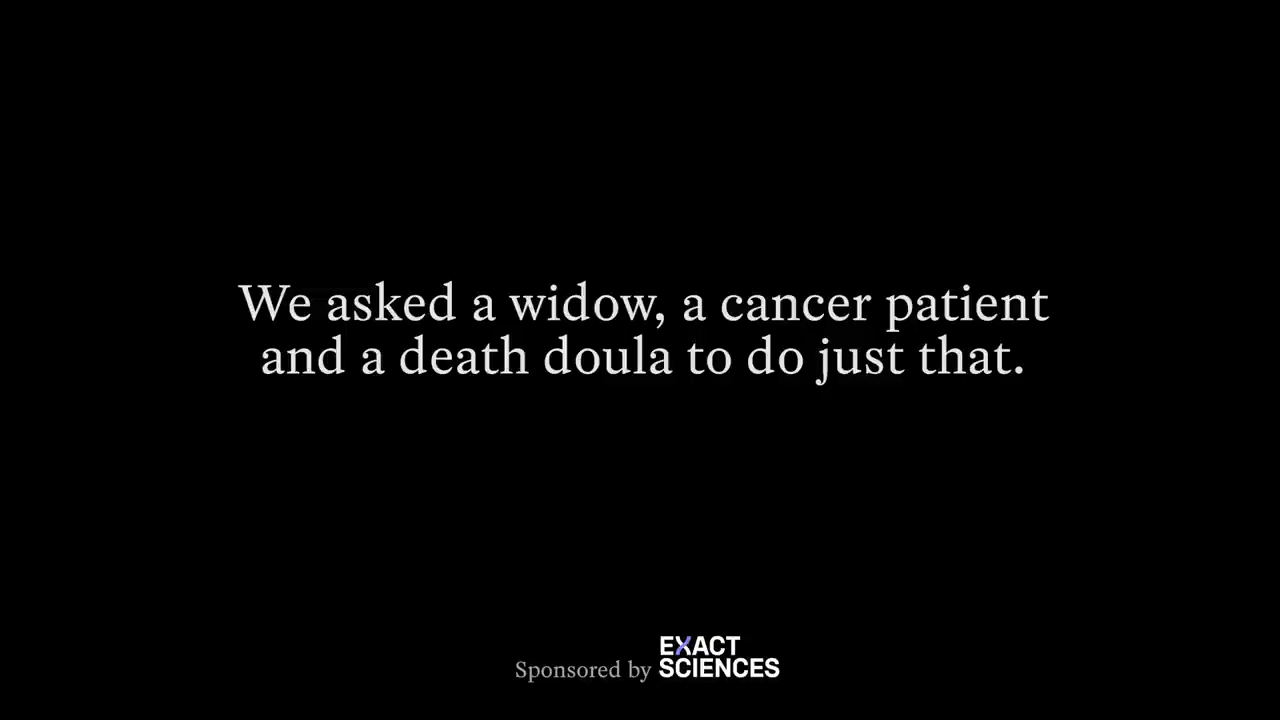 We asked a widow, a cancer patient
and a death doula to do just that.
Sponsored by EXACT
SCIENCES